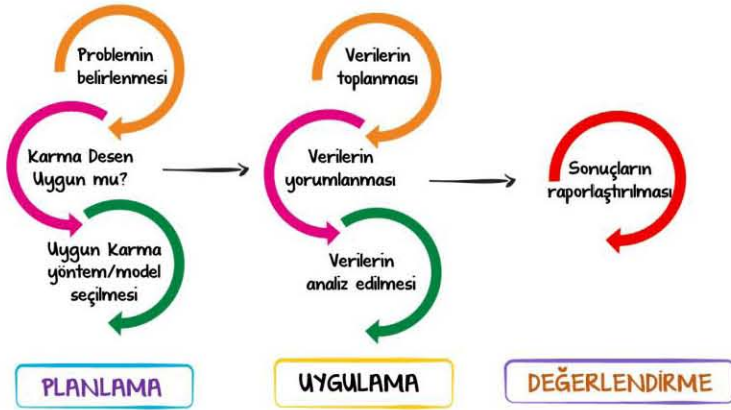 Problemin
belirlenmesi
Karma Desen
Uygun mu?
Uygun Karma
yöntem/model
seçilmesi
PLANLAMA
Verilerin
toplanması
Verilerin
yorumlanması
Verilerin
analiz edilmesi
UYGULAMA
Sonuçların
raporlaştırılması
DEĞERLENDİRME